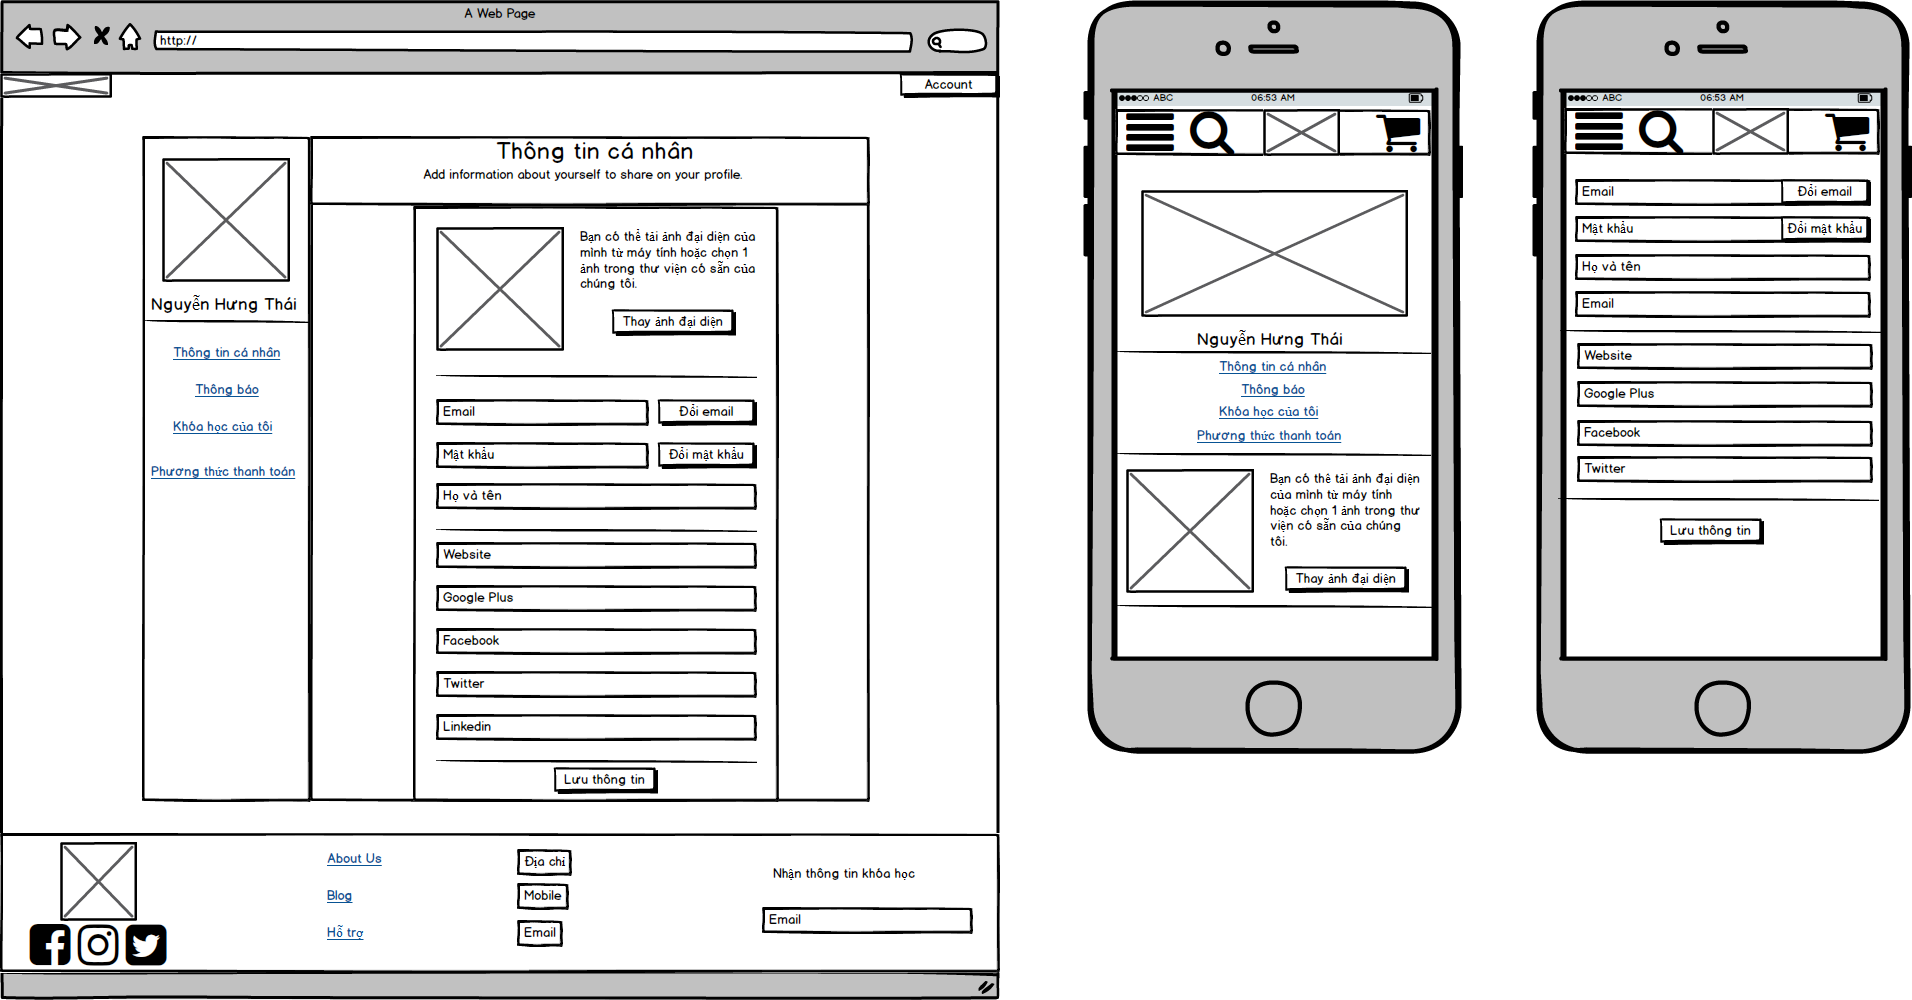 A Web Page
http://
Account
Nguyễn Hưng Thái
Thông tin cá nhân
Thông báo
Khóa học của tôi
Phương thức thanh toán
Thông tin cá nhân
Add information about yourself to share on your profile.
Bạn có thể tải ảnh đại diện của
mình từ máy tính hoặc chọn 1
ảnh trong thư viện có sẵn của
chúng tôi.
Thay ảnh đại diện
Email
Đổi email
Mật khẩu
Đổi mật khẩu
Họ và tên
Website
Google Plus
Facebook
Twitter
Linkedin
Lưu thông tin
About Us
Blog
Hỗ trợ
Địa chỉ
Mobile
Email
Nhận thông tin khóa học
Email
ABC 06:53 AM
Nguyễn Hưng Thái
Thông tin cá nhân
Thông báo
Khóa học của tôi
Phương thức thanh toán
Bạn có thể tải ảnh đại diện
của mình từ máy tính
hoặc chọn 1 ảnh trong thư
viện có sẵn của chúng
tôi.
Thay ảnh đại diện
ABC 06:53 AM
Email
Đổi email
Mật khẩu
Đổi mật khẩu
Họ và tên
Email
Website
Google Plus
Facebook
Twitter
Lưu thông tin